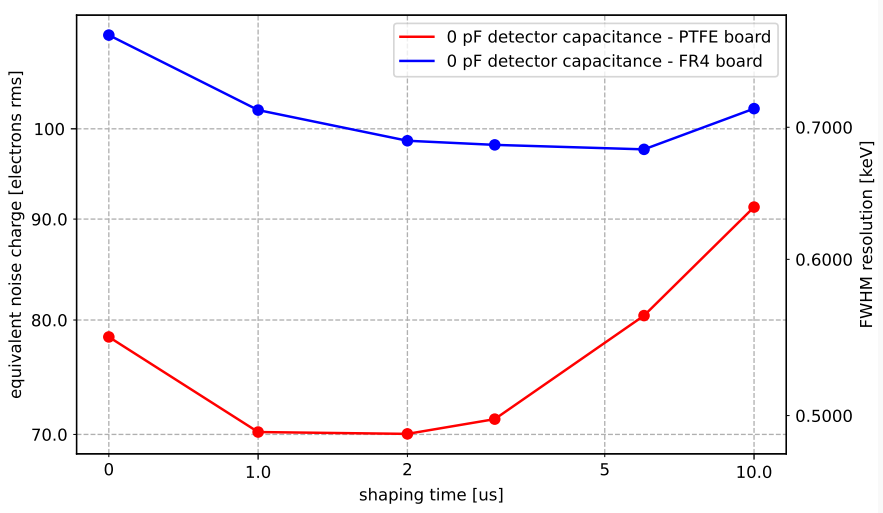 0 pF detector capacitance - PTFE board
0 pF detector capacitance - FR4 board
equivalent noise charge [electrons rms]
100
90.0
80.0
70.0
0.7000
0.6000
0.5000
FWHM resolution [keV]
0
1.0
2
5
10.0
shaping time [us]